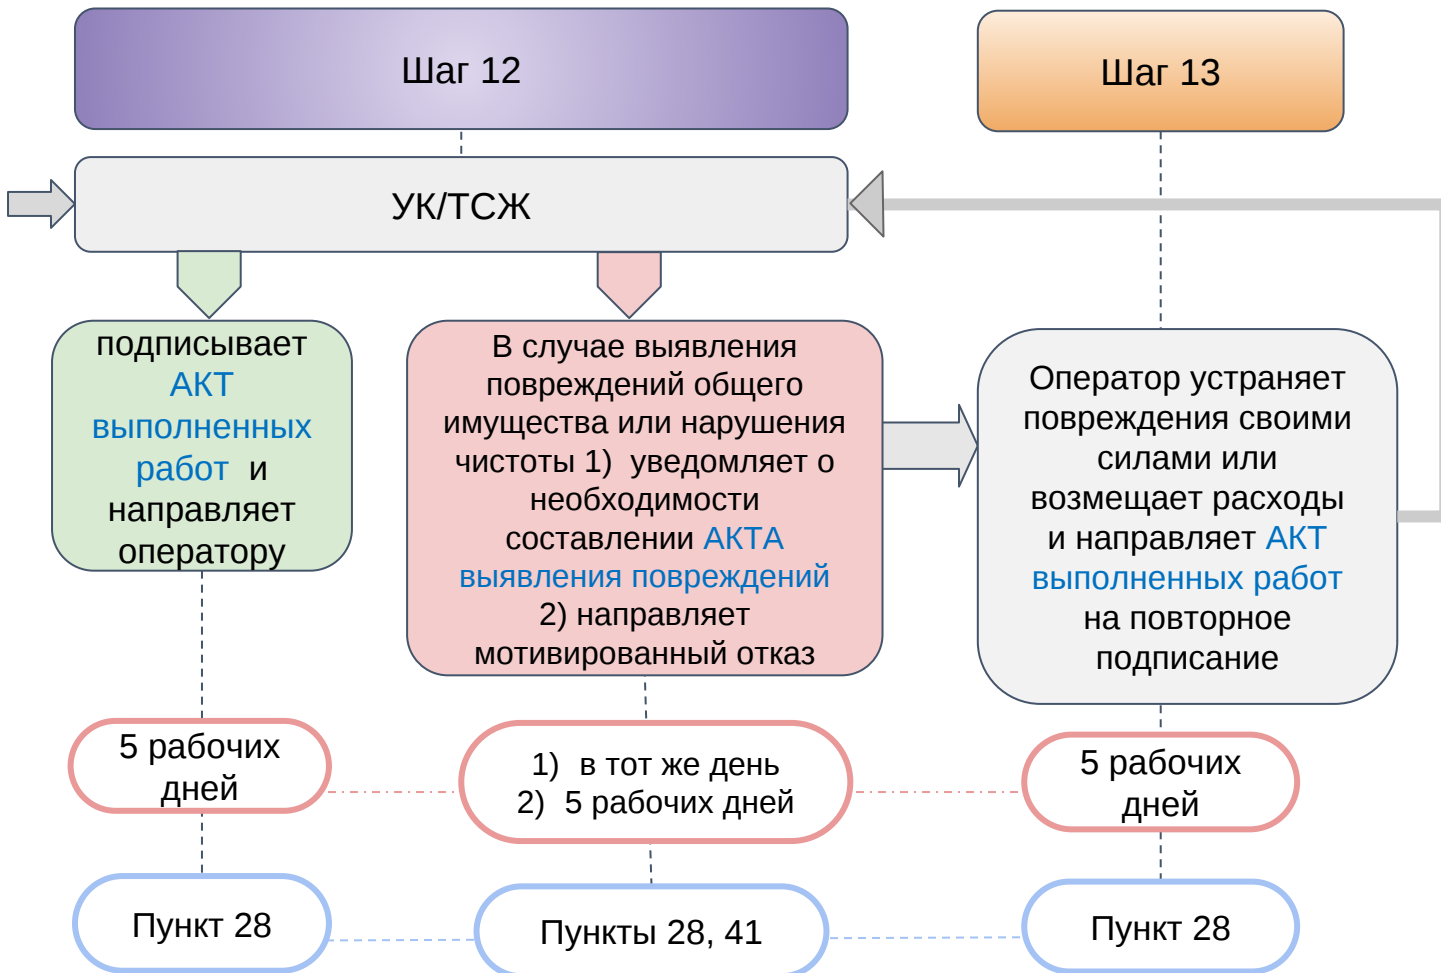 Шаг 12
Шаг 13
УК/ТСЖ
подписывает
АКТ
выполненных
работ и
направляет
оператору
В случае выявления
повреждений общего
имущества или нарушения
чистоты 1) уведомляет о
необходимости
составлении АКТА
выявления повреждений
2) направляет
мотивированный отказ
Оператор устраняет
повреждения своими
силами или
возмещает расходы
и направляет АКТ
выполненных работ
на повторное
подписание
5 рабочих
дней
1) в тот же день
2) 5 рабочих дней
5 рабочих
дней
Пункт 28
Пункты 28, 41
Пункт 28